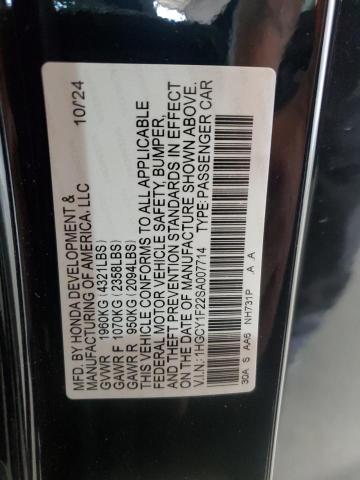 MFD. BY HONDA DEVELOPMENT & 10/24
MANUFACTURING OF AMERICA, LLC
GVWR 1960KG (4321LBS)
GAWR F 1070KG (2358LBS)
GAWR R 950KG (2094LBS)
THIS VEHICLE CONFORMS TO ALL APPLICABLE
FEDERAL MOTOR VEHICLE SAFETY, BUMPER,
AND THEFT PREVENTION STANDARDS IN EFFECT
ON THE DATE OF MANUFACTURE SHOWN ABOVE.
V.I.N.: 1HGCY1F22SA007714 TYPE: PASSENGER CAR
30A S AA6 NH731P A A